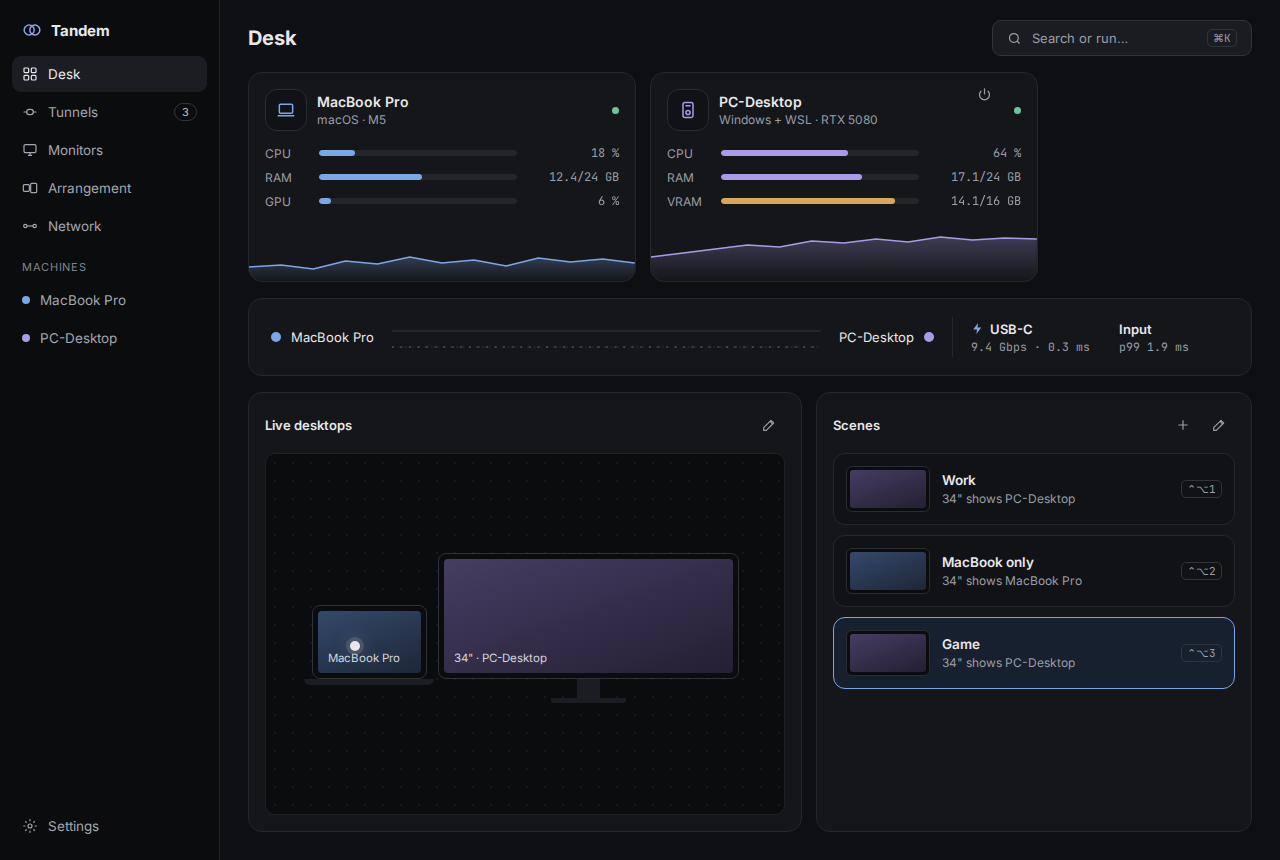 Tandem
Desk
Tunnels
3
Monitors
Arrangement
Network
MACHINES
MacBook Pro
PC-Desktop
Settings
Desk
Search or run...
⌘K
MacBook Pro
macOS · M5
CPU
18 %
RAM
12.4/24 GB
GPU
6 %
PC-Desktop
Windows + WSL · RTX 5080
CPU
64 %
RAM
17.1/24 GB
VRAM
14.1/16 GB
MacBook Pro
PC-Desktop
USB-C
9.4 Gbps · 0.3 ms
Input
p99 1.9 ms
Live desktops
MacBook Pro
34" · PC-Desktop
Scenes
Work
34" shows PC-Desktop
⌃⌥1
MacBook only
34" shows MacBook Pro
⌃⌥2
Game
34" shows PC-Desktop
⌃⌥3